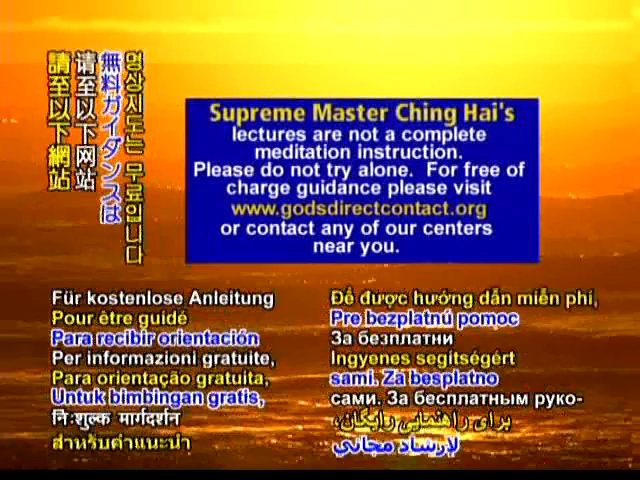 請至以下網站
请至以下网站
無料ガイダンスは
명상지도는 무료입니다
Supreme Master Ching Hai's
lectures are not a complete
meditation instruction.
Please do not try alone. For free of
charge guidance please visit
www.godsdirectcontact.org
or contact any of our centers
near you.
Für kostenlose Anleitung
Pour être guidé
Para recibir orientación
Per informazioni gratuite,
Para orientação gratuita,
Untuk bimbingan gratis,
निःशुल्क मार्गदर्शन
สำหรับคำแนะนำ
Để được hướng dẫn miễn phí,
Pre bezplatnú pomoc
За безплатни
Ingyenes segítségért
sami. Za besplatno
сами. За бесплатным руко-
برای راهنمایی رایگان،
لإرشاد مجاني